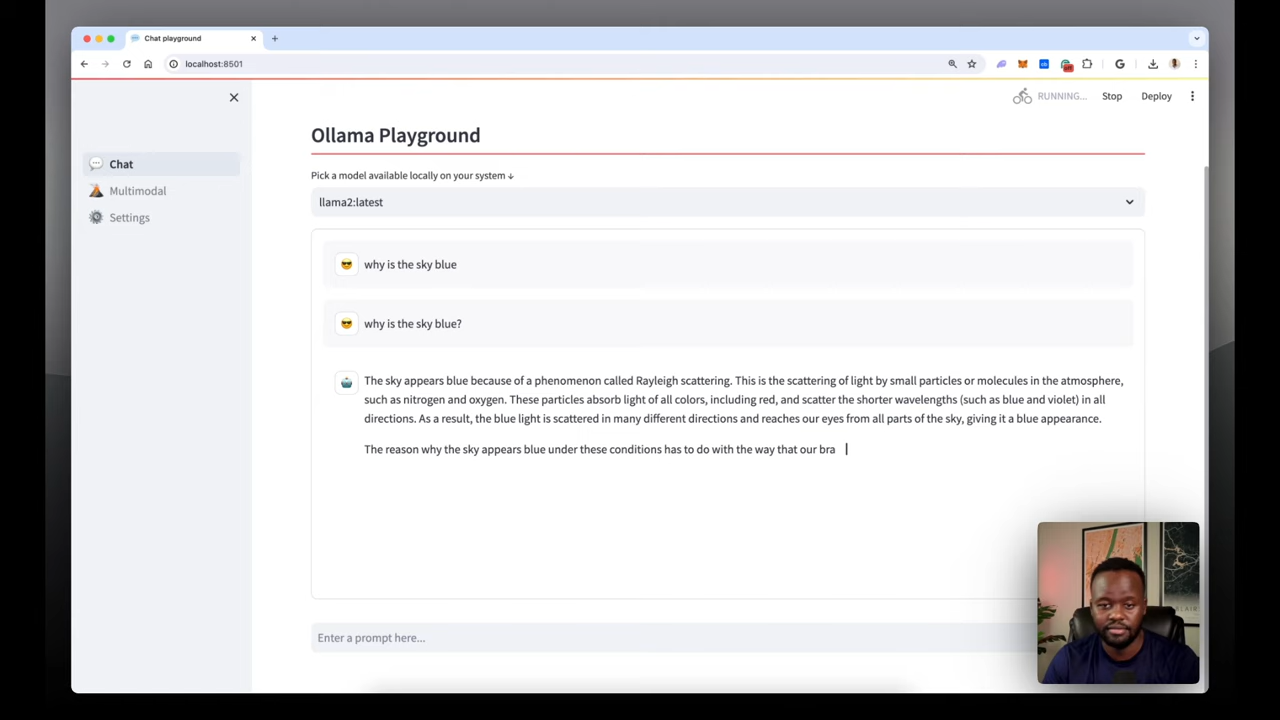 Chat playground
localhost:8501
RUNNING...
Stop
Deploy
Chat
Multimodal
Settings
Ollama Playground
Pick a model available locally on your system ↓
llama2:latest
why is the sky blue
why is the sky blue?
The sky appears blue because of a phenomenon called Rayleigh scattering. This is the scattering of light by small particles or molecules in the atmosphere,
such as nitrogen and oxygen. These particles absorb light of all colors, including red, and scatter the shorter wavelengths (such as blue and violet) in all
directions. As a result, the blue light is scattered in many different directions and reaches our eyes from all parts of the sky, giving it a blue appearance.
The reason why the sky appears blue under these conditions has to do with the way that our bra
Enter a prompt here...